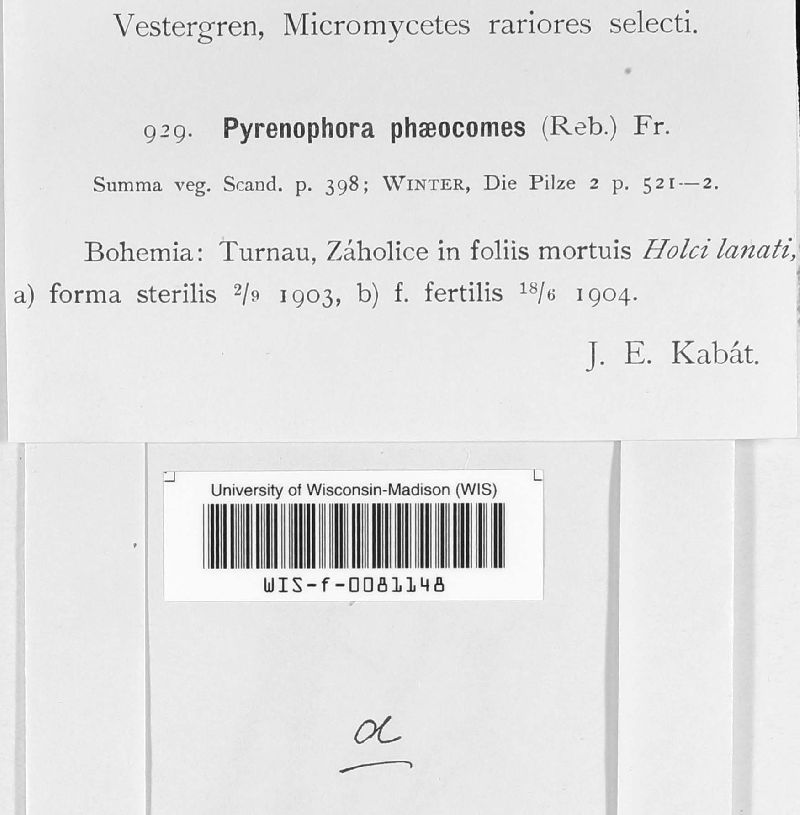 Vestergren, Micromycetes rariores selecti.
929. Pyrenophora phæocomes (Reb.) Fr.
Summa veg. Scand. p. 398; Winter, Die Pilze 2 p. 521—2.
Bohemia: Turnau, Záholice in foliis mortuis Holci lanati,
a) forma sterilis 2/9 1903, b) f. fertilis 18/6 1904.
J. E. Kabát.
University of Wisconsin-Madison (WIS)
WIS-f-0081148
a